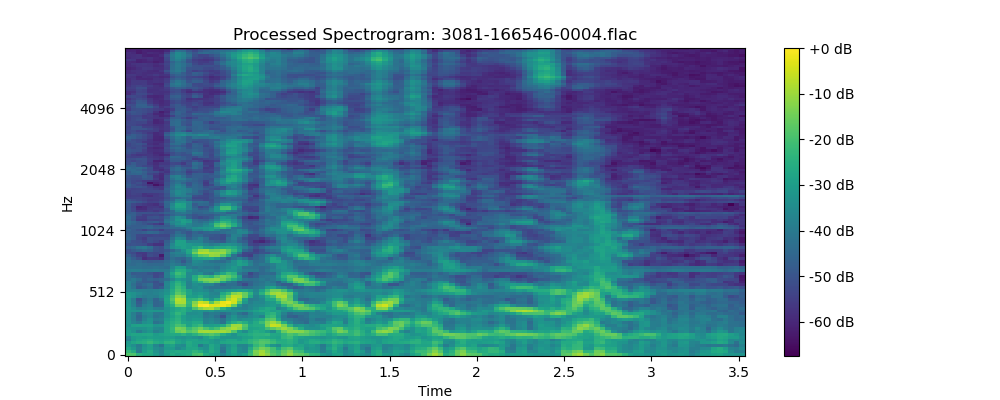 Processed Spectrogram: 3081-166546-0004.flac
Hz
4096
2048
1024
512
0
0 0.5 1 1.5 2 2.5 3 3.5
Time
+0 dB
-10 dB
-20 dB
-30 dB
-40 dB
-50 dB
-60 dB